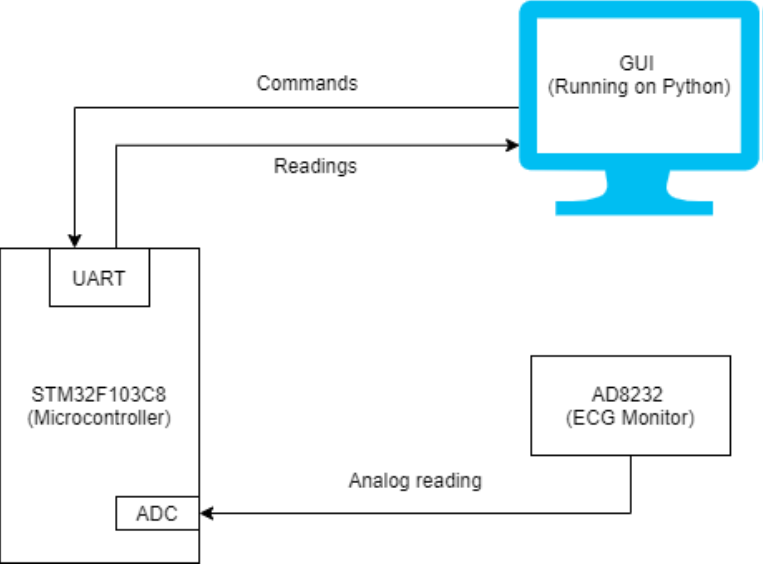 GUI
(Running on Python)
Commands
Readings
UART
STM32F103C8
(Microcontroller)
AD8232
(ECG Monitor)
Analog reading
ADC